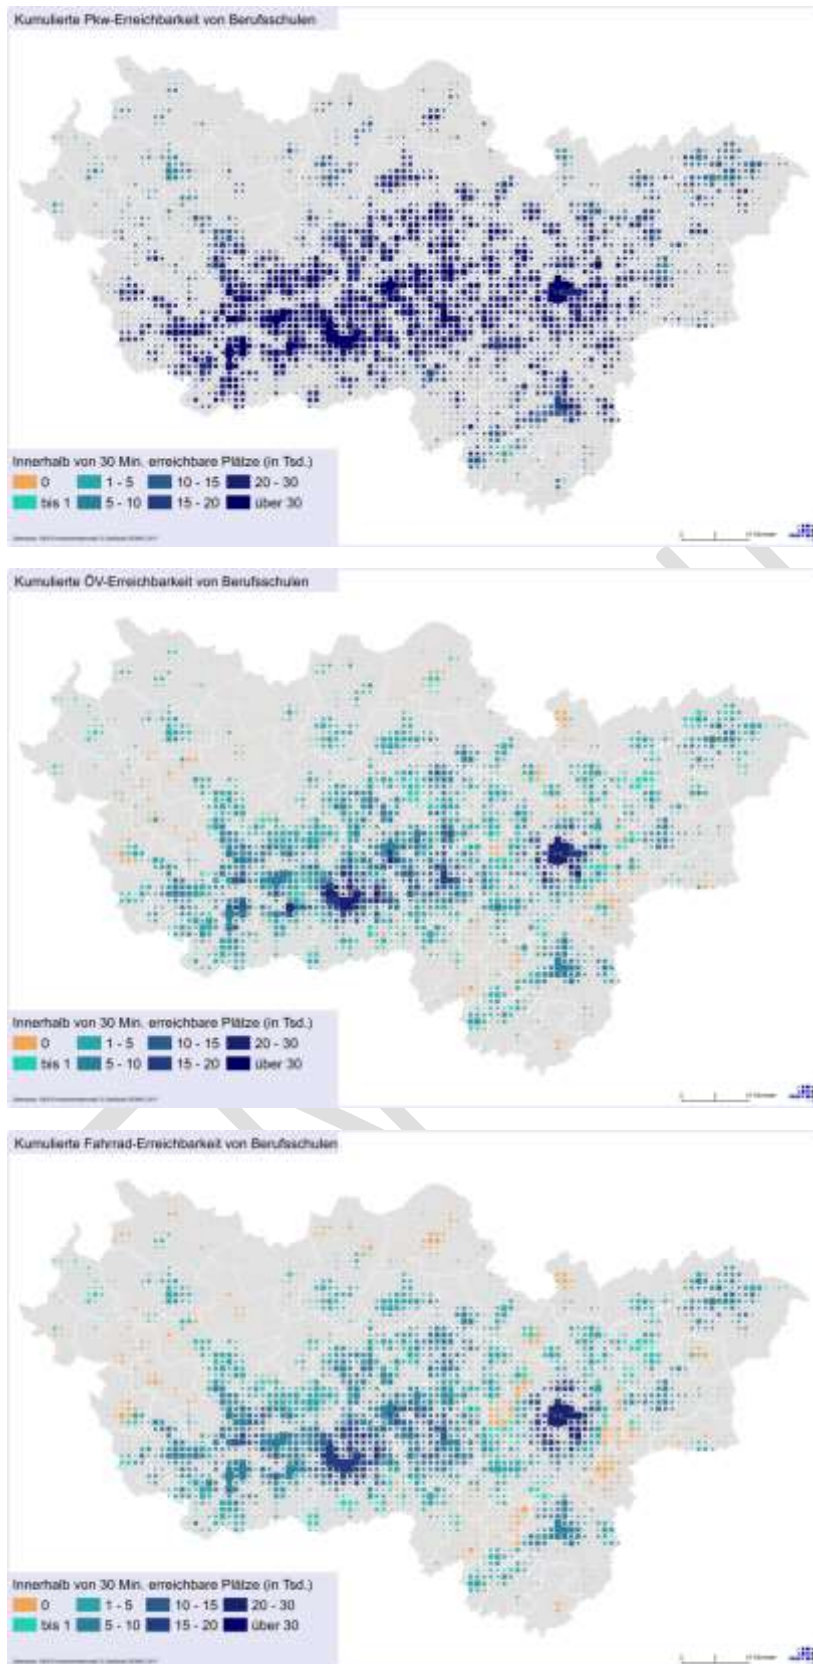 Kumulierte Pkw-Erreichbarkeit von Berufsschulen
Innerhalb von 30 Min. erreichbare Plätze (in Tsd.)
0 1 - 5 10 - 15 20 - 30
bis 1 5 - 10 15 - 20 über 30
Kumulierte ÖV-Erreichbarkeit von Berufsschulen
Innerhalb von 30 Min. erreichbare Plätze (in Tsd.)
0 1 - 5 10 - 15 20 - 30
bis 1 5 - 10 15 - 20 über 30
Kumulierte Fahrrad-Erreichbarkeit von Berufsschulen
Innerhalb von 30 Min. erreichbare Plätze (in Tsd.)
0 1 - 5 10 - 15 20 - 30
bis 1 5 - 10 15 - 20 über 30